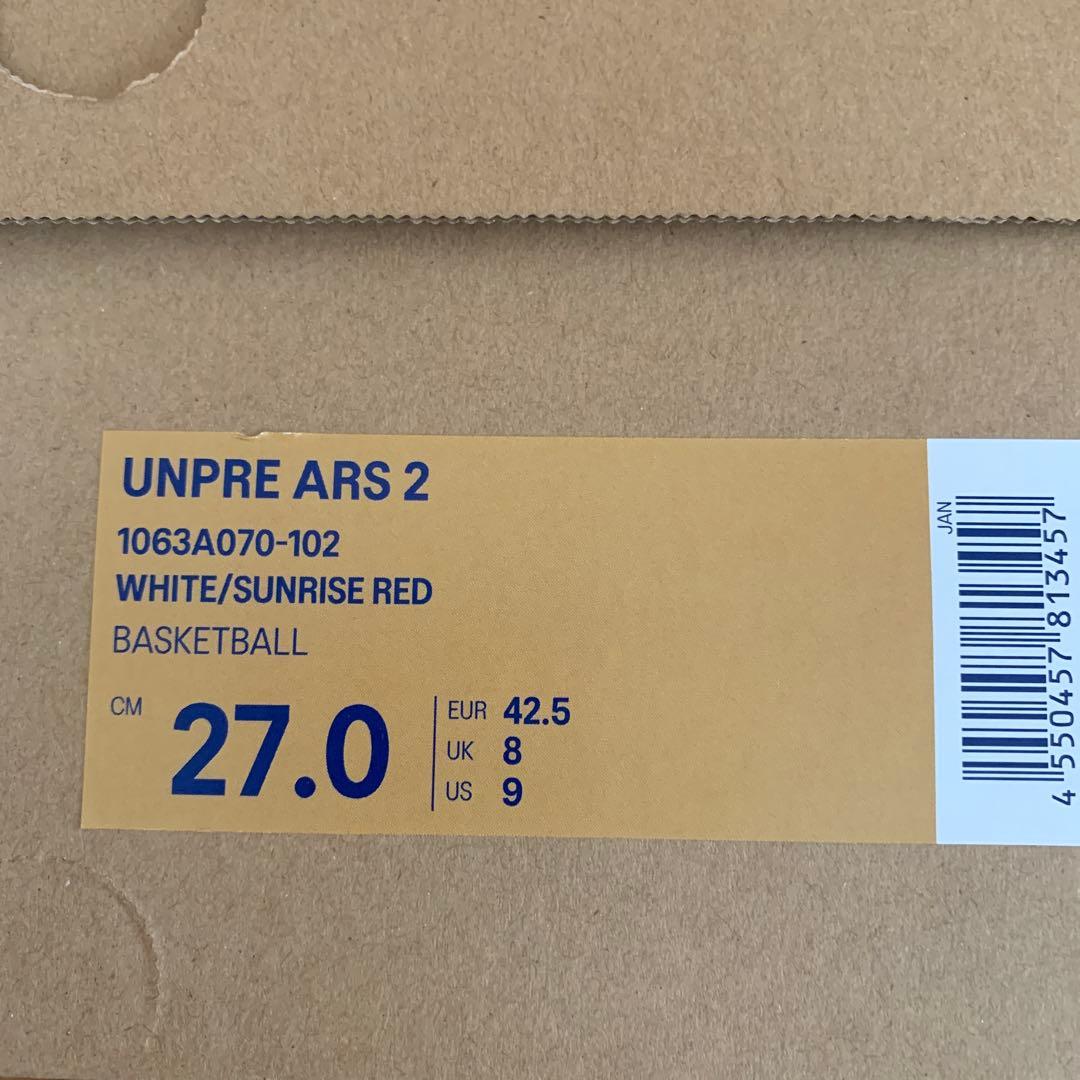 UNPRE ARS 2
1063A070-102
WHITE/SUNRISE RED
BASKETBALL
CM 27.0
EUR 42.5
UK 8
US 9
JAN
4 550457 813457